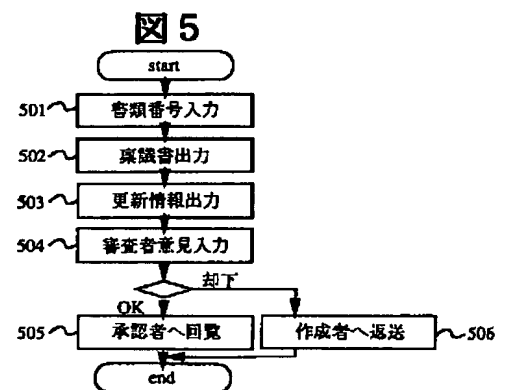 図5
start
501 書類番号入力
502 稟議書出力
503 更新情報出力
504 審査者意見入力
却下
OK
505 承認者へ回覧 作成者へ返送 506
end